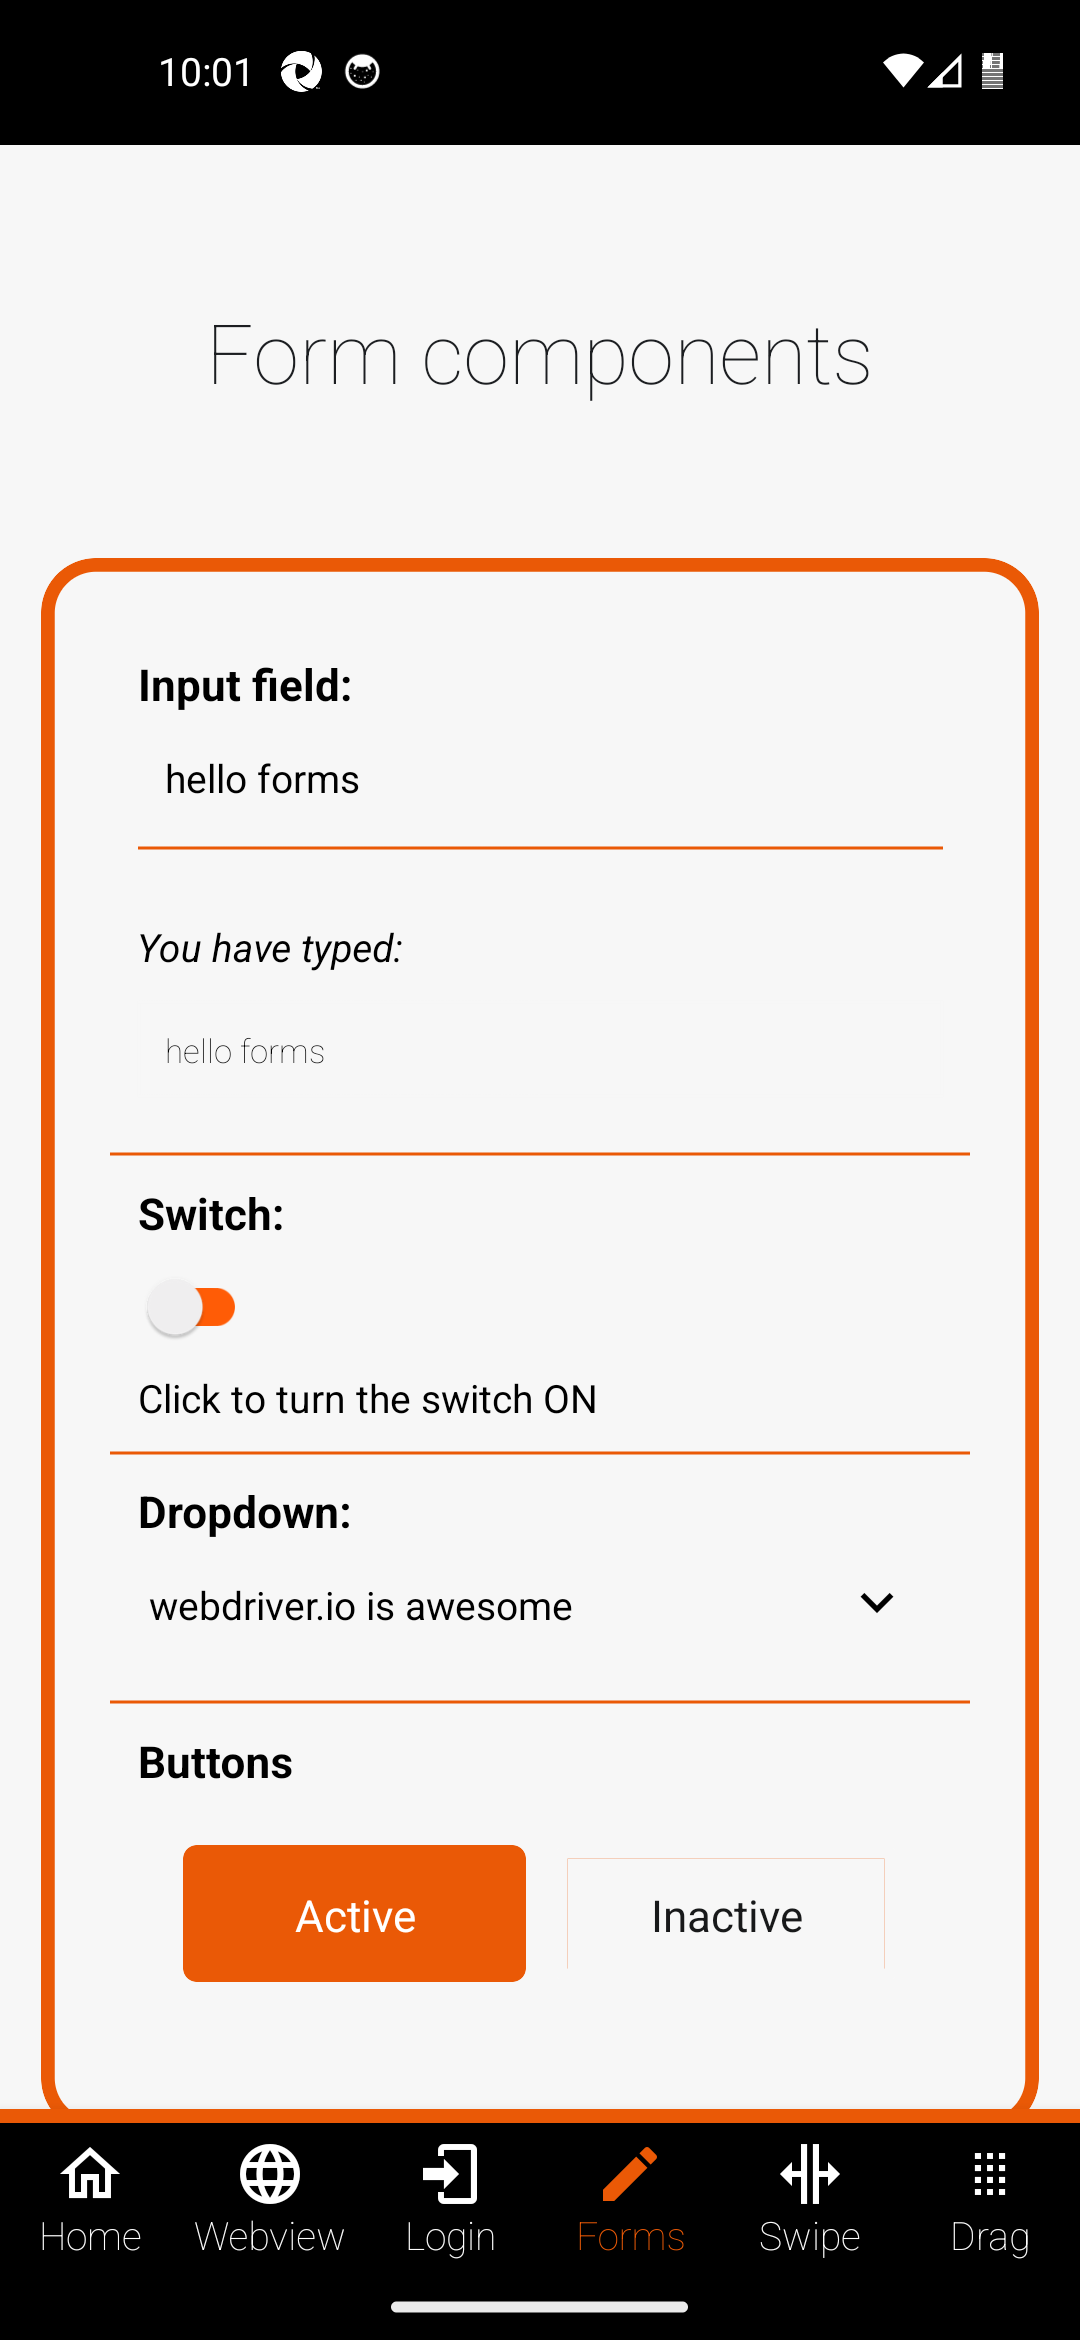 10:01
Form components
Input field:
hello forms
You have typed:
hello forms
Switch:
Click to turn the switch ON
Dropdown:
webdriver.io is awesome
Buttons
Active Inactive
Home Webview Login Forms Swipe Drag